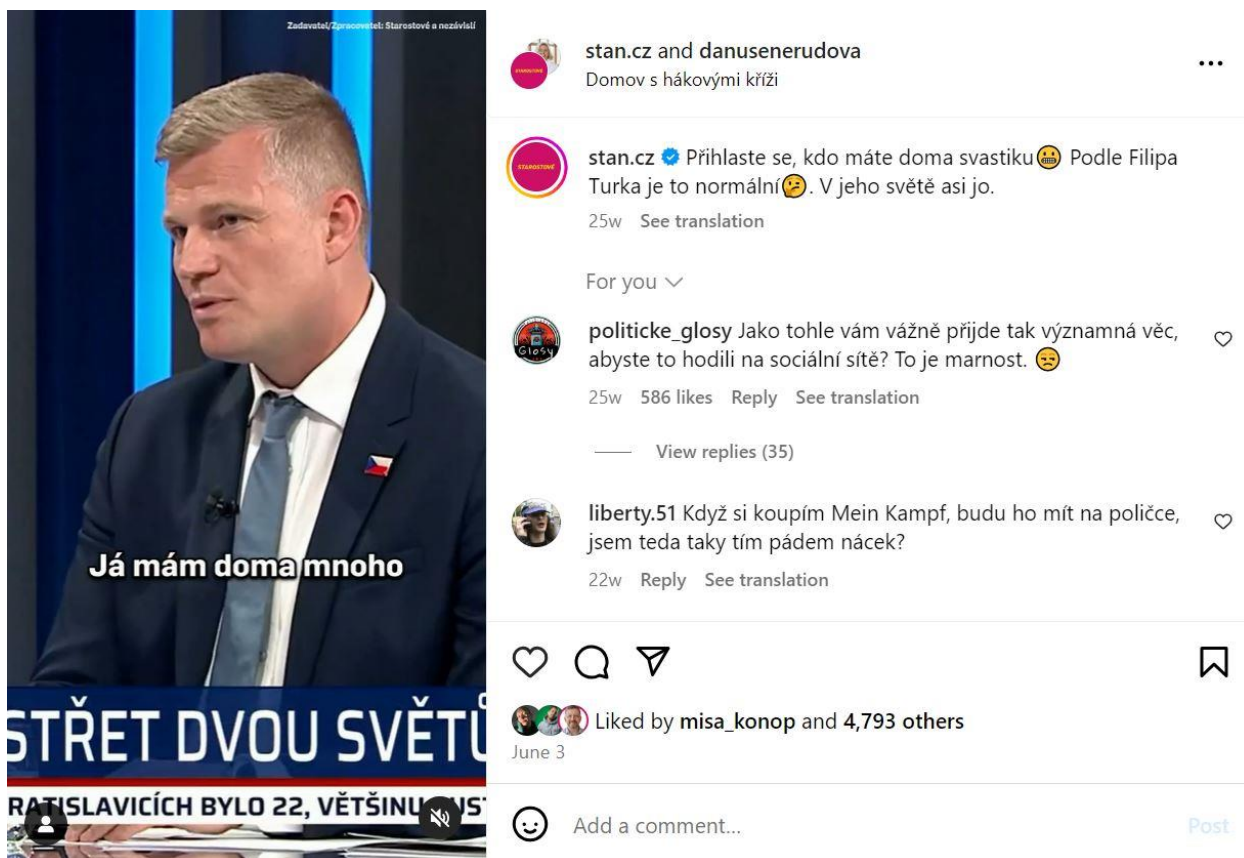 Zadavatel/Zpracovatel: Starostové a nezávislí
Já mám doma mnoho
STŘET DVOU SVĚTŮ
RATISLAVICÍCH BYLO 22, VĚTŠINU
stan.cz and danusenerudova
Domov s hákovými kříži
STAROSTOVÉ
stan.cz Přihlaste se, kdo máte doma svastiku😬 Podle Filipa
Turka je to normální🤔. V jeho světě asi jo.
25w See translation
For you
Glosy
politicke_glosy Jako tohle vám vážně přijde tak významná věc,
abyste to hodili na sociální sítě? To je marnost. 😒
25w 586 likes Reply See translation
View replies (35)
liberty.51 Když si koupím Mein Kampf, budu ho mít na poličce,
jsem teda taky tím pádem nácek?
22w Reply See translation
Liked by misa_konop and 4,793 others
June 3
Add a comment...
Post